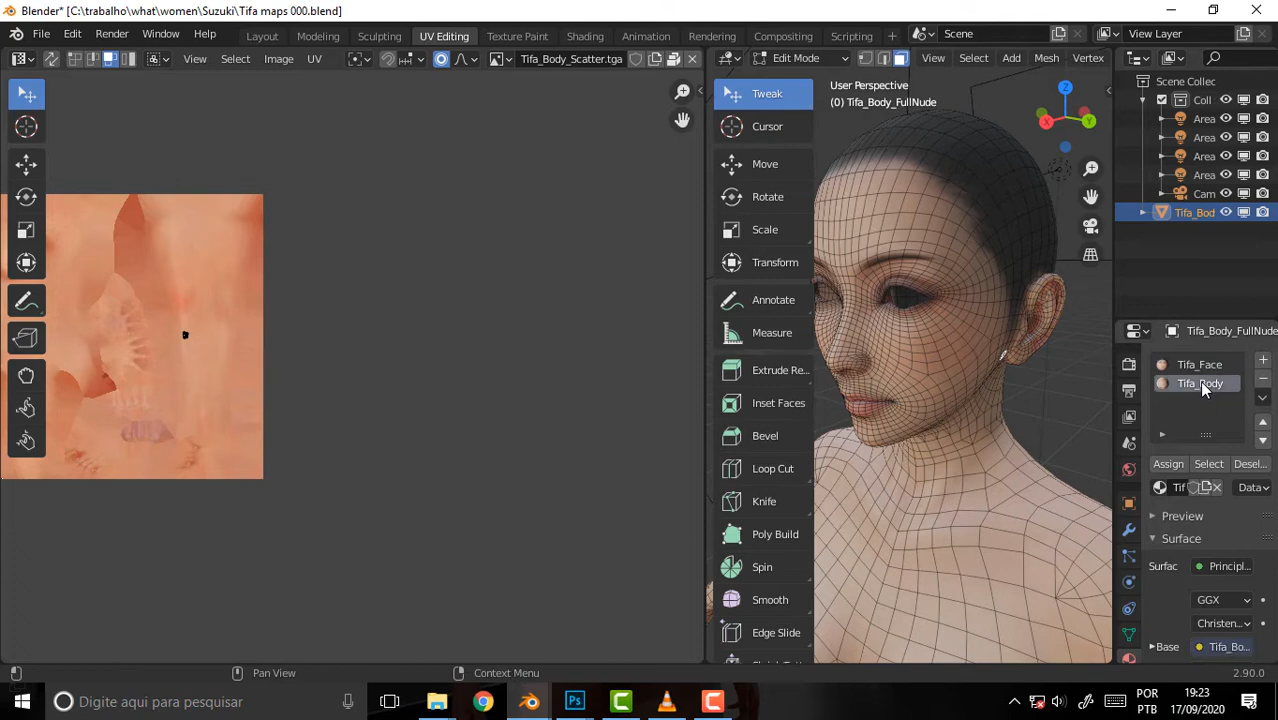 Blender* [C:\trabalho\what\women\Suzuki\Tifa maps 000.blend]
File Edit Render Window Help Layout Modeling Sculpting UV Editing Texture Paint Shading Animation Rendering Compositing Scripting + Scene View Layer
View Select Image UV Tifa_Body_Scatter.tga Edit Mode View Select Add Mesh Vertex
Scene Collec
Coll
Area
Area
Area
Area
Cam
Tifa_Bod
Tweak
Cursor
Move
Rotate
Scale
Transform
Annotate
Measure
Extrude Re...
Inset Faces
Bevel
Loop Cut
Knife
Poly Build
Spin
Smooth
Edge Slide
User Perspective
(0) Tifa_Body_FullNude
Z
X
Y
Tifa_Body_FullNude
Tifa_Face
Tifa_Body
Assign Select Desel...
Tif Data
Preview
Surface
Surfac Principl...
GGX
Christen...
Base Tifa_Bo...
Pan View Context Menu 2.90.0
Digite aqui para pesquisar
POR
PTB
19:23
17/09/2020